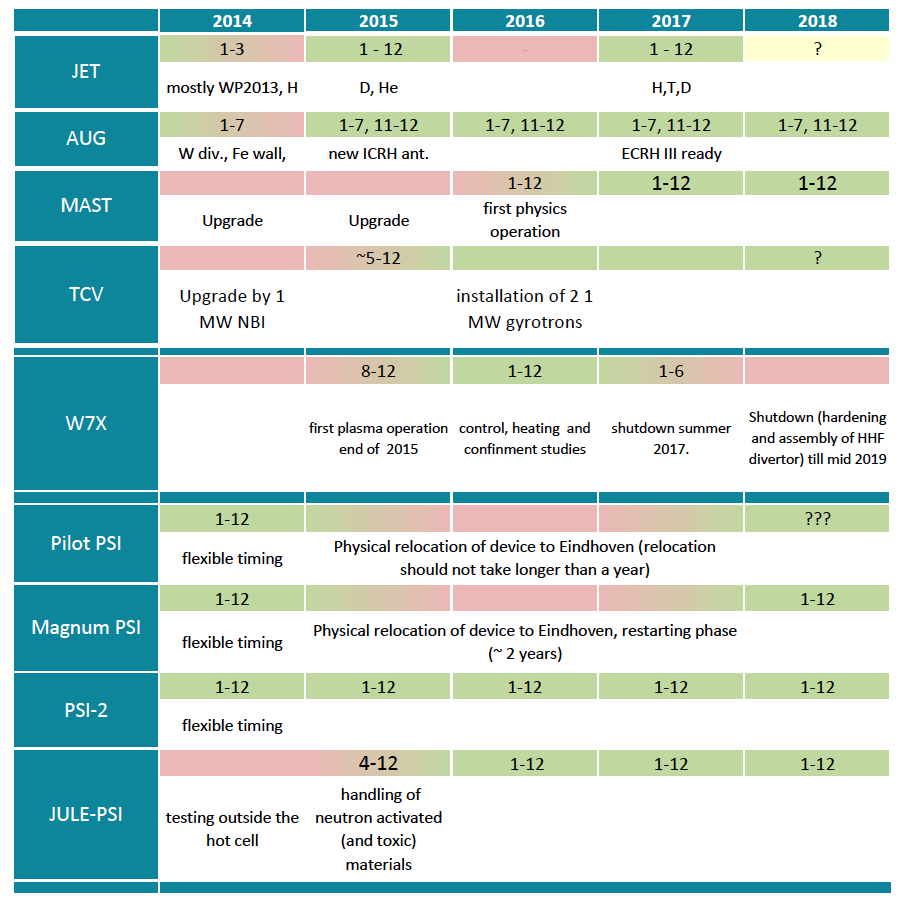 2014 2015 2016 2017 2018
JET
1-3 1 - 12 - 1 - 12 ?
mostly WP2013, H D, He H,T,D
AUG
1-7 1-7, 11-12 1-7, 11-12 1-7, 11-12 1-7, 11-12
W div., Fe wall, new ICRH ant. ECRH III ready
MAST
1-12 1-12 1-12
Upgrade Upgrade first physics
operation
TCV
~5-12 ?
Upgrade by 1 installation of 2 1
MW NBI MW gyrotrons
W7X
8-12 1-12 1-6
first plasma operation control, heating and shutdown summer Shutdown (hardening
end of 2015 confinment studies 2017. and assembly of HHF
divertor) till mid 2019
Pilot PSI
1-12 ???
flexible timing Physical relocation of device to Eindhoven (relocation
should not take longer than a year)
Magnum PSI
1-12 1-12
flexible timing Physical relocation of device to Eindhoven, restarting phase
(~ 2 years)
PSI-2
1-12 1-12 1-12 1-12 1-12
flexible timing
JULE-PSI
4-12 1-12 1-12 1-12
testing outside the handling of
hot cell neutron activated
(and toxic)
materials